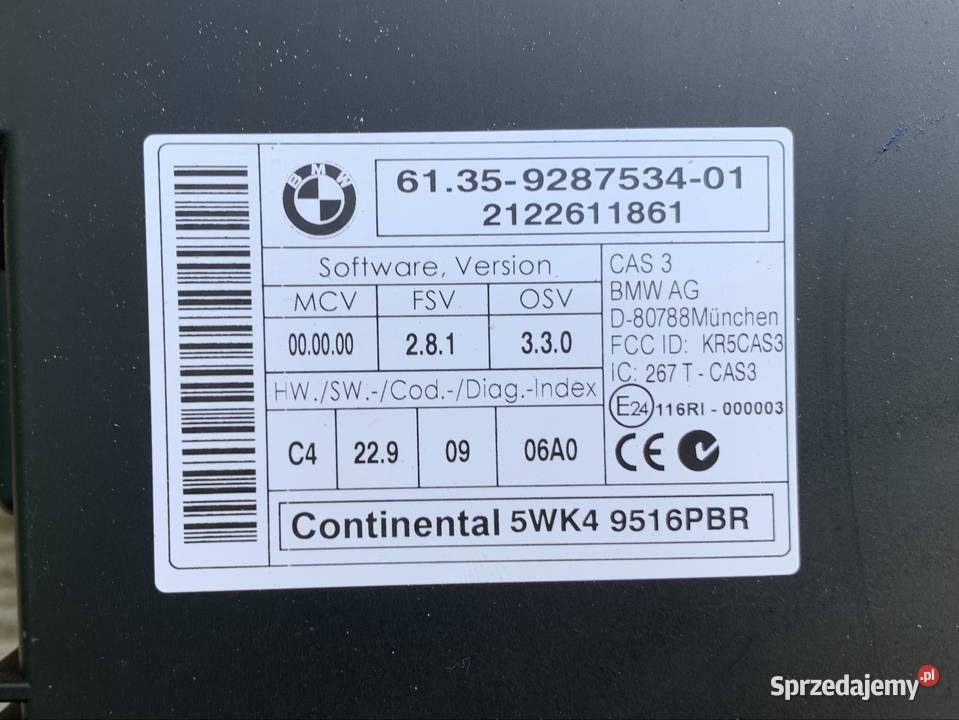 BMW
61.35-9287534-01
2122611861
Software, Version
MCV FSV OSV
00.00.00 2.8.1 3.3.0
HW./SW.-/Cod.-/Diag.-Index
C4 22.9 09 06A0
CAS 3
BMW AG
D-80788München
FCC ID: KR5CAS3
IC: 267 T - CAS3
E24 116RI - 000003
CE
Continental 5WK4 9516PBR
Sprzedajemy.pl